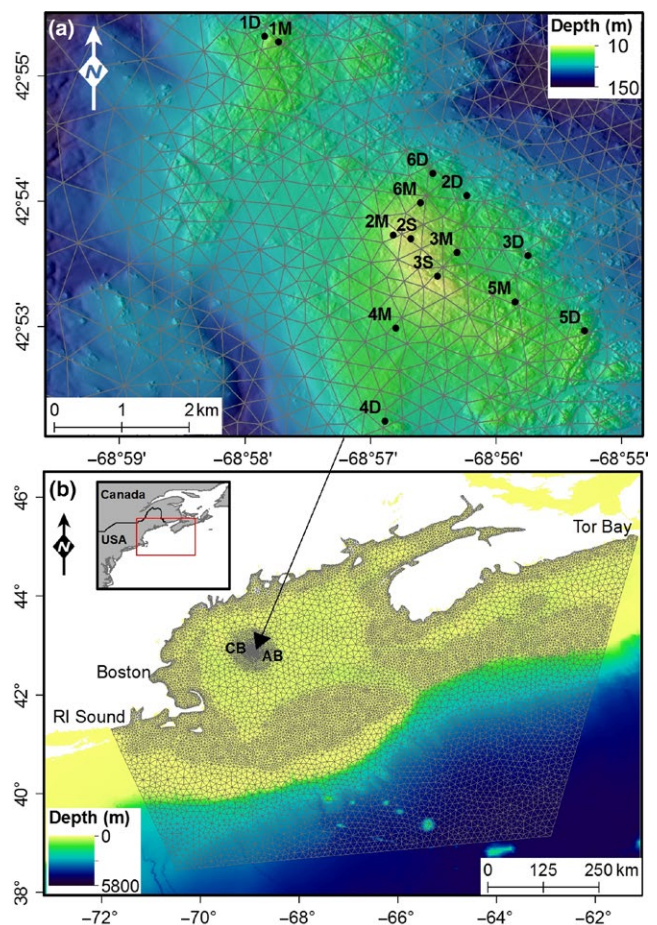 (a)
N
1D 1M
Depth (m)
10
150
42°55'
6D
2D
42°54'
6M
2M 2S
3M
3D
3S
5M
4M
5D
42°53'
4D
0 1 2 km
−68°59' −68°58' −68°57' −68°56' −68°55'
46°
(b)
N
Canada
USA
Tor Bay
44°
CB
AB
Boston
42°
RI Sound
40°
Depth (m)
0
5800
0 125 250 km
38°
−72° −70° −68° −66° −64° −62°